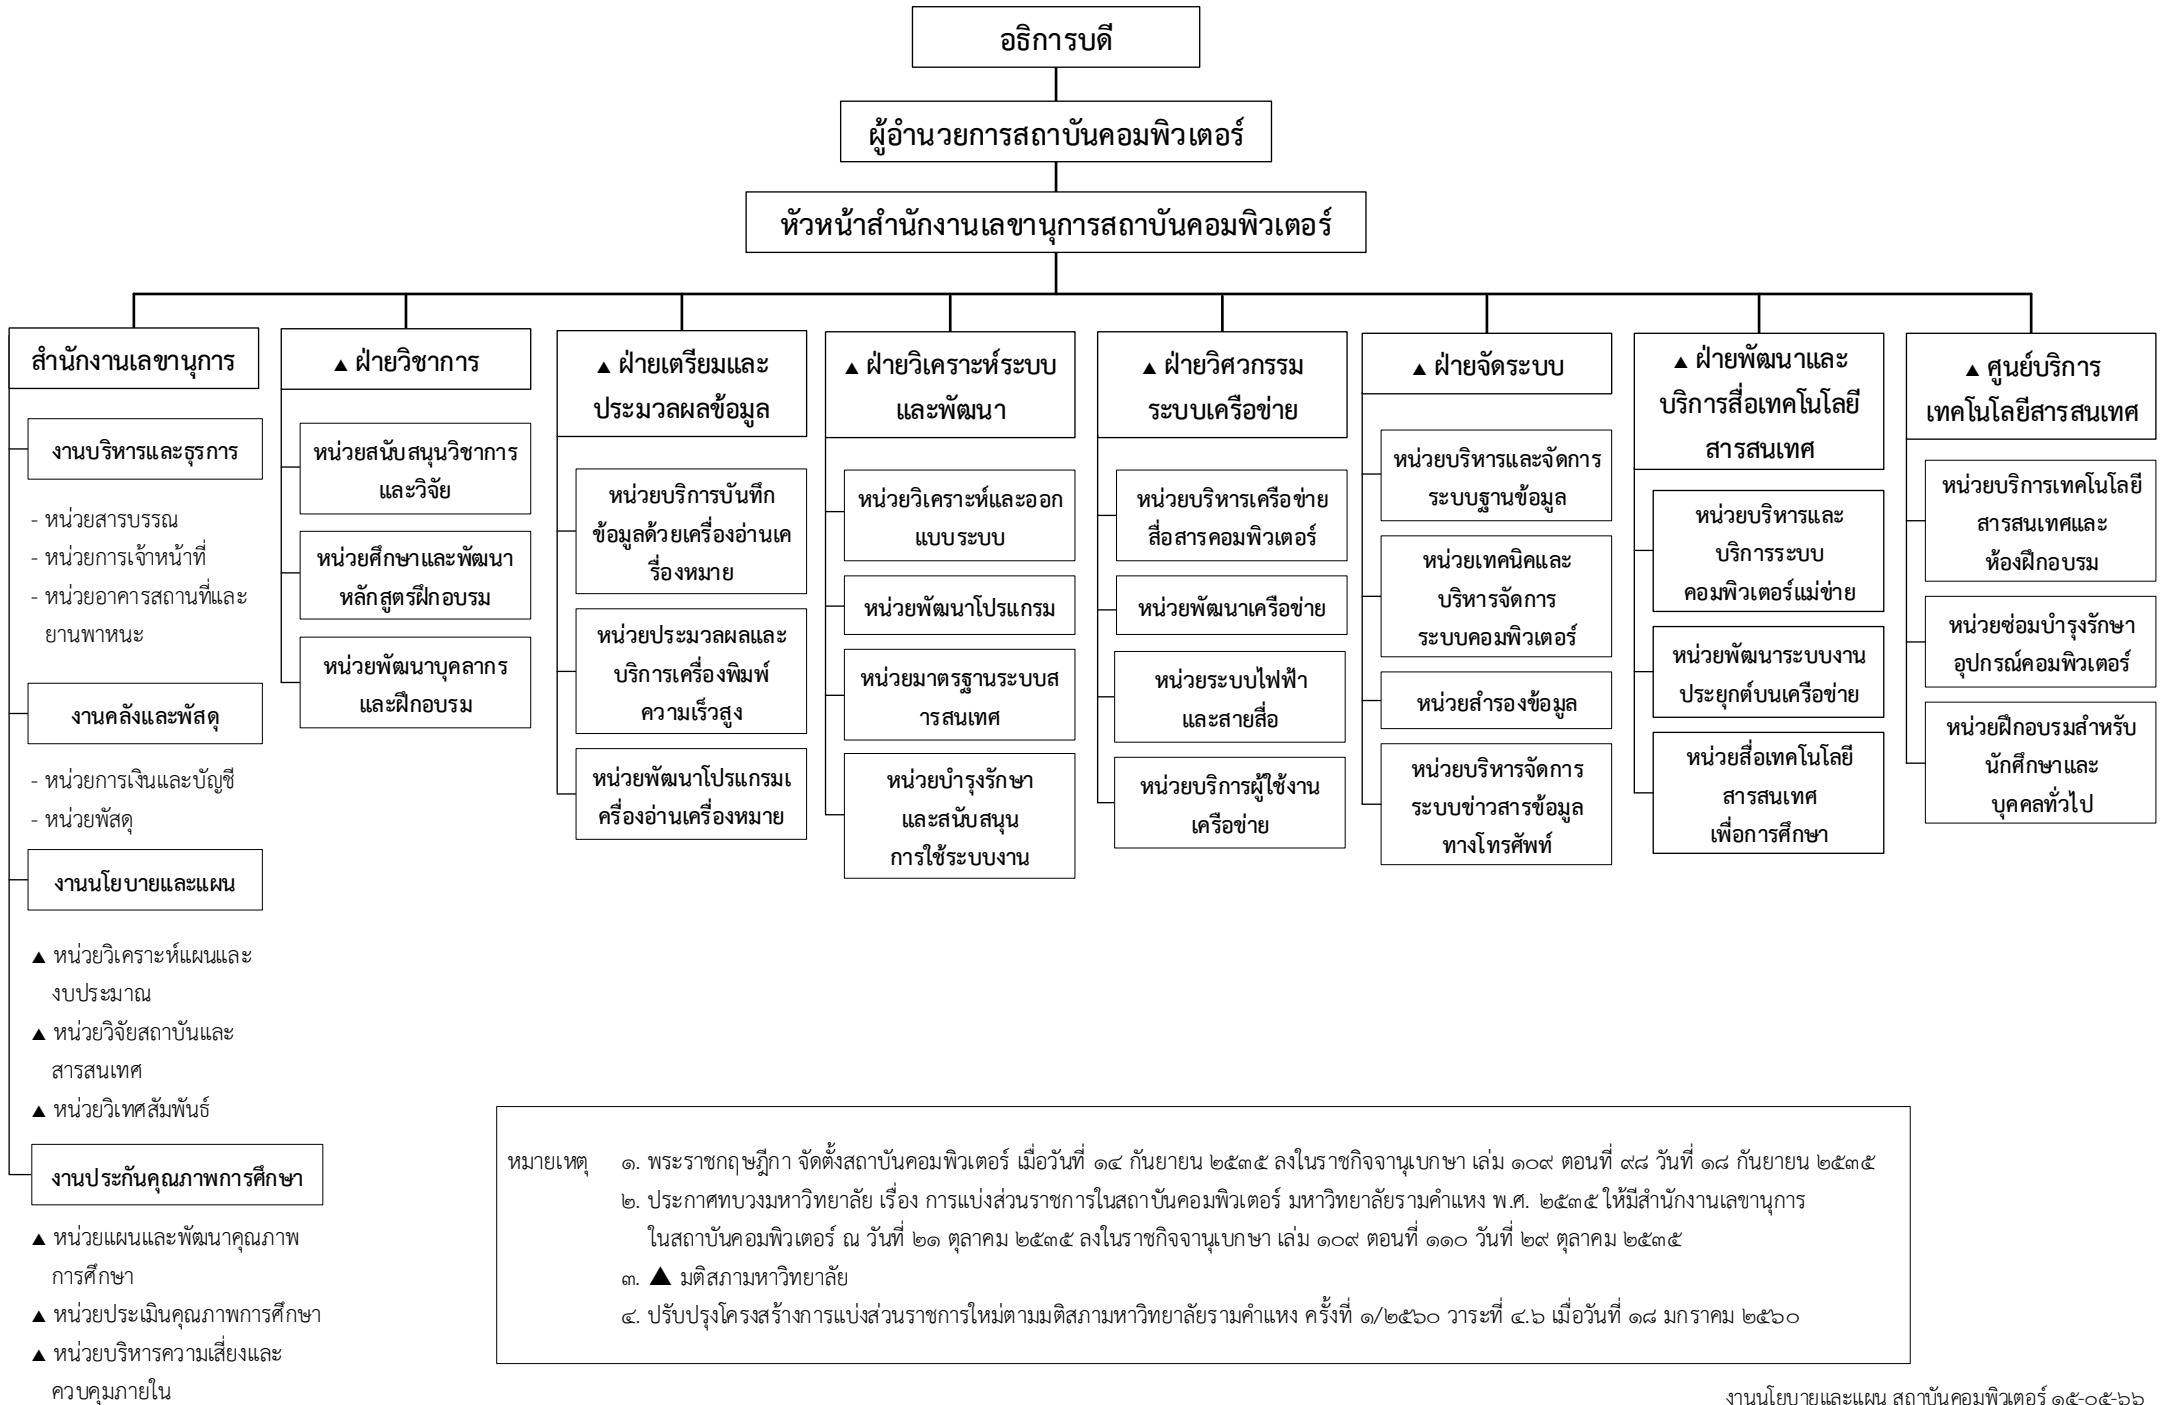 อธิการบดี
ผู้อำนวยการสถาบันคอมพิวเตอร์
หัวหน้าสำนักงานเลขานุการสถาบันคอมพิวเตอร์
สำนักงานเลขานุการ
งานบริหารและธุรการ
- หน่วยสารบรรณ
- หน่วยการเจ้าหน้าที่
- หน่วยอาคารสถานที่และ
ยานพาหนะ
งานคลังและพัสดุ
- หน่วยการเงินและบัญชี
- หน่วยพัสดุ
งานนโยบายและแผน
▲ หน่วยวิเคราะห์แผนและ
งบประมาณ
▲ หน่วยวิจัยสถาบันและ
สารสนเทศ
▲ หน่วยวิเทศสัมพันธ์
งานประกันคุณภาพการศึกษา
▲ หน่วยแผนและพัฒนาคุณภาพ
การศึกษา
▲ หน่วยประเมินคุณภาพการศึกษา
▲ หน่วยบริหารความเสี่ยงและ
ควบคุมภายใน
▲ ฝ่ายวิชาการ
หน่วยสนับสนุนวิชาการ
และวิจัย
หน่วยศึกษาและพัฒนา
หลักสูตรฝึกอบรม
หน่วยพัฒนาบุคลากร
และฝึกอบรม
▲ ฝ่ายเตรียมและ
ประมวลผลข้อมูล
หน่วยบริการบันทึก
ข้อมูลด้วยเครื่องอ่านเค
รื่องหมาย
หน่วยประมวลผลและ
บริการเครื่องพิมพ์
ความเร็วสูง
หน่วยพัฒนาโปรแกรมเ
ครื่องอ่านเครื่องหมาย
▲ ฝ่ายวิเคราะห์ระบบ
และพัฒนา
หน่วยวิเคราะห์และออก
แบบระบบ
หน่วยพัฒนาโปรแกรม
หน่วยมาตรฐานระบบส
ารสนเทศ
หน่วยบำรุงรักษา
และสนับสนุน
การใช้ระบบงาน
▲ ฝ่ายวิศวกรรม
ระบบเครือข่าย
หน่วยบริหารเครือข่าย
สื่อสารคอมพิวเตอร์
หน่วยพัฒนาเครือข่าย
หน่วยระบบไฟฟ้า
และสายสื่อ
หน่วยบริการผู้ใช้งาน
เครือข่าย
▲ ฝ่ายจัดระบบ
หน่วยบริหารและจัดการ
ระบบฐานข้อมูล
หน่วยเทคนิคและ
บริหารจัดการ
ระบบคอมพิวเตอร์
หน่วยสำรองข้อมูล
หน่วยบริหารจัดการ
ระบบข่าวสารข้อมูล
ทางโทรศัพท์
▲ ฝ่ายพัฒนาและ
บริการสื่อเทคโนโลยี
สารสนเทศ
หน่วยบริหารและ
บริการระบบ
คอมพิวเตอร์แม่ข่าย
หน่วยพัฒนาระบบงาน
ประยุกต์บนเครือข่าย
หน่วยสื่อเทคโนโลยี
สารสนเทศ
เพื่อการศึกษา
▲ ศูนย์บริการ
เทคโนโลยีสารสนเทศ
หน่วยบริการเทคโนโลยี
สารสนเทศและ
ห้องฝึกอบรม
หน่วยซ่อมบำรุงรักษา
อุปกรณ์คอมพิวเตอร์
หน่วยฝึกอบรมสำหรับ
นักศึกษาและ
บุคคลทั่วไป
หมายเหตุ ๑. พระราชกฤษฎีกา จัดตั้งสถาบันคอมพิวเตอร์ เมื่อวันที่ ๑๔ กันยายน ๒๕๓๕ ลงในราชกิจจานุเบกษา เล่ม ๑๐๙ ตอนที่ ๙๘ วันที่ ๑๘ กันยายน ๒๕๓๕
๒. ประกาศทบวงมหาวิทยาลัย เรื่อง การแบ่งส่วนราชการในสถาบันคอมพิวเตอร์ มหาวิทยาลัยรามคำแหง พ.ศ. ๒๕๓๕ ให้มีสำนักงานเลขานุการ
ในสถาบันคอมพิวเตอร์ ณ วันที่ ๒๑ ตุลาคม ๒๕๓๕ ลงในราชกิจจานุเบกษา เล่ม ๑๐๙ ตอนที่ ๑๑๐ วันที่ ๒๙ ตุลาคม ๒๕๓๕
๓. ▲ มติสภามหาวิทยาลัย
๔. ปรับปรุงโครงสร้างการแบ่งส่วนราชการใหม่ตามมติสภามหาวิทยาลัยรามคำแหง ครั้งที่ ๑/๒๕๖๐ วาระที่ ๔.๖ เมื่อวันที่ ๑๘ มกราคม ๒๕๖๐
งานนโยบายและแผน สถาบันคอมพิวเตอร์ ๑๕-๐๕-๖๖